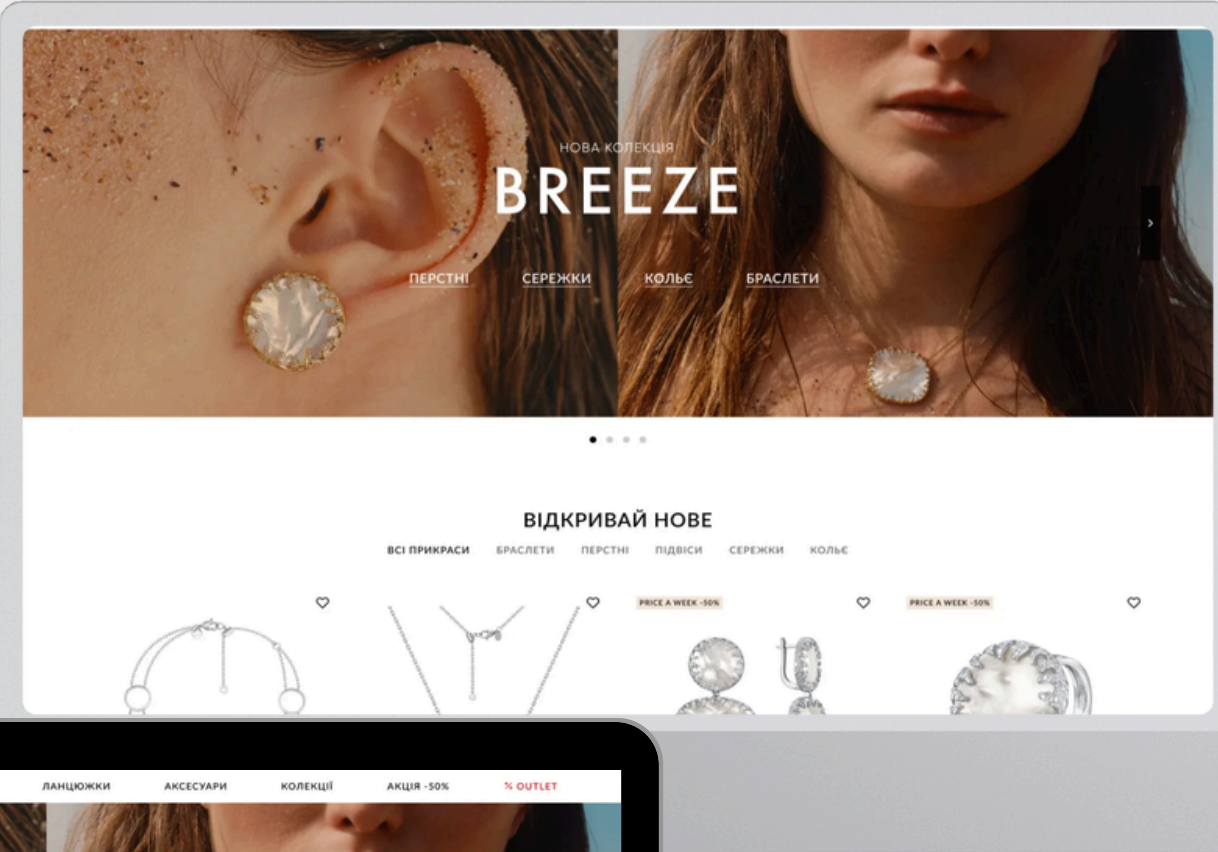 НОВА КОЛЕКЦІЯ
BREEZE
ПЕРСТНІ СЕРЕЖКИ КОЛЬЄ БРАСЛЕТИ
ВІДКРИВАЙ НОВЕ
ВСІ ПРИКРАСИ БРАСЛЕТИ ПЕРСТНІ ПІДВІСИ СЕРЕЖКИ КОЛЬЄ
PRICE A WEEK -50% PRICE A WEEK -50%
ЛАНЦЮЖКИ АКСЕСУАРИ КОЛЕКЦІЇ АКЦІЯ -50% % OUTLET